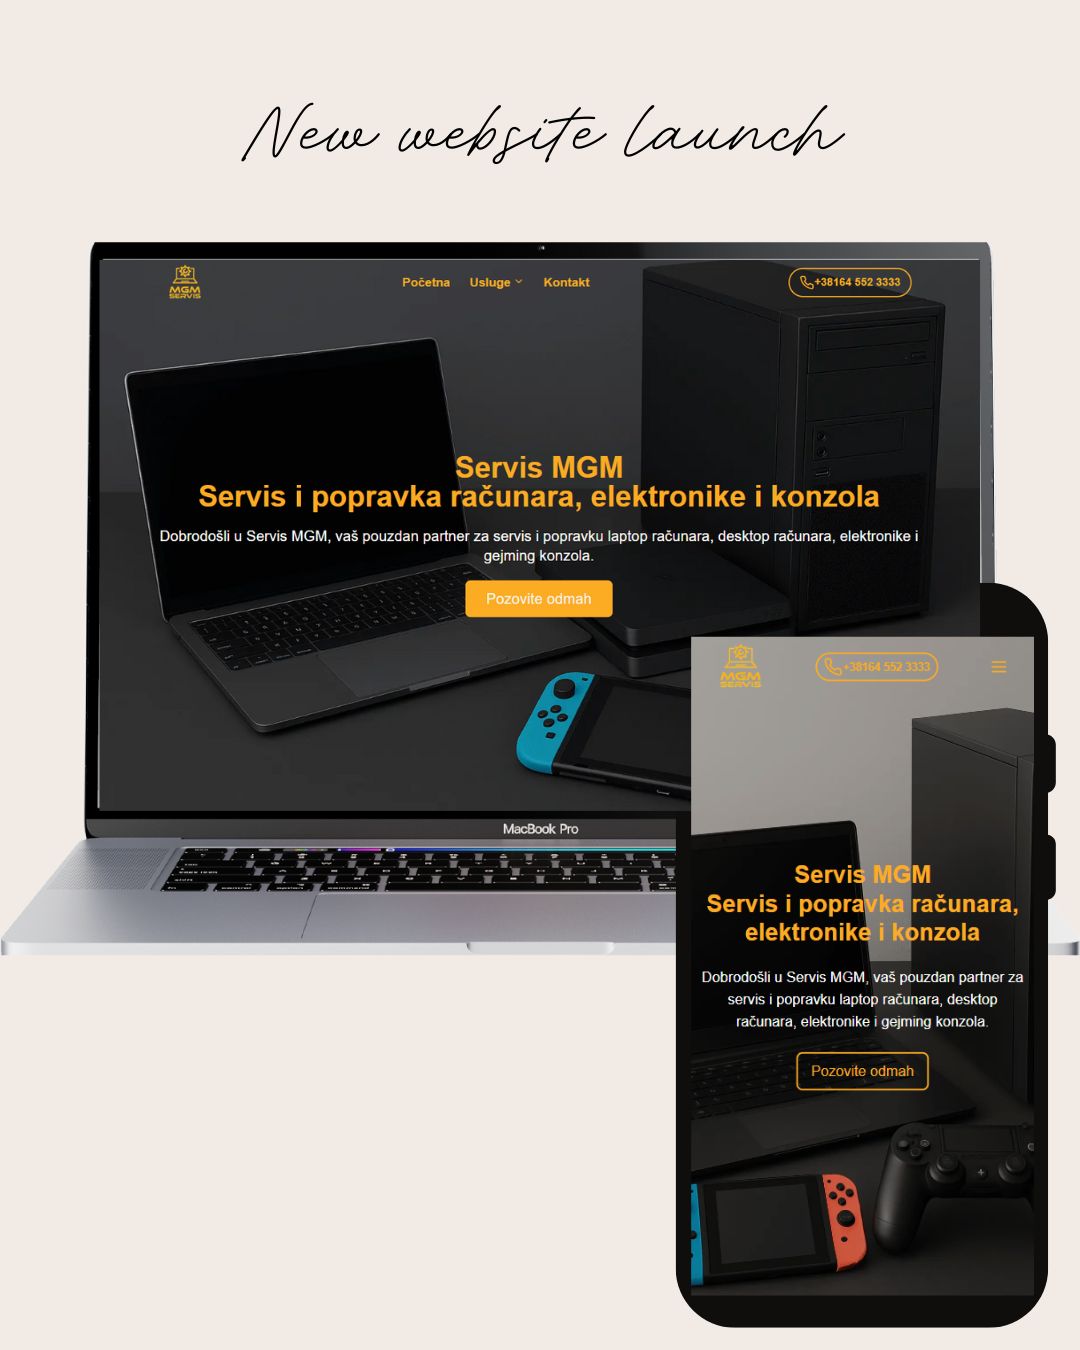 New website launch
MGM
SERVIS
Početna
Usluge
Kontakt
+38164 552 3333
Servis MGM
Servis i popravka računara, elektronike i konzola
Dobrodošli u Servis MGM, vaš pouzdan partner za servis i popravku laptop računara, desktop računara, elektronike i
gejming konzola.
Pozovite odmah
MacBook Pro
MGM
SERVIS
+38164 552 3333
Servis MGM
Servis i popravka računara,
elektronike i konzola
Dobrodošli u Servis MGM, vaš pouzdan partner za
servis i popravku laptop računara, desktop
računara, elektronike i gejming konzola.
Pozovite odmah